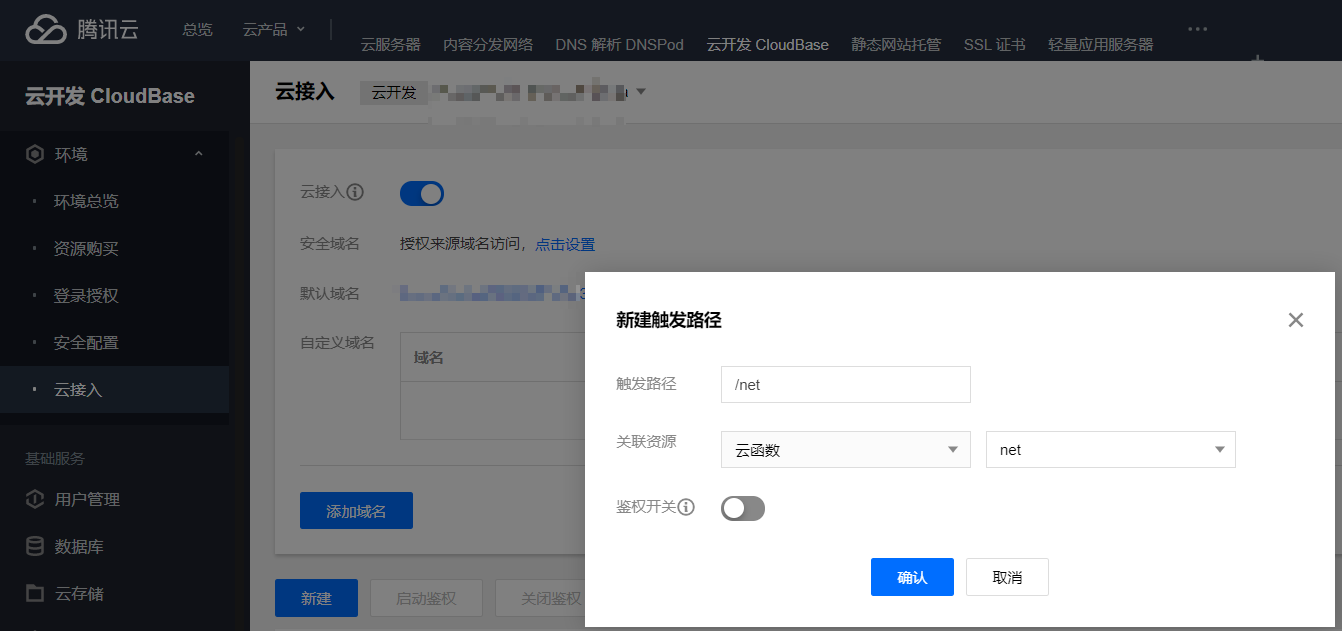 腾讯云 总览 云产品 云服务器 内容分发网络 DNS 解析 DNSPod 云开发 CloudBase 静态网站托管 SSL 证书 轻量应用服务器
云开发 CloudBase
环境
环境总览
资源购买
登录授权
安全配置
云接入
基础服务
用户管理
数据库
云存储
云接入 云开发
云接入
安全域名 授权来源域名访问，点击设置
默认域名
自定义域名 域名
添加域名
新建 启动鉴权 关闭鉴权
新建触发路径
触发路径 /net
关联资源 云函数 net
鉴权开关
确认 取消